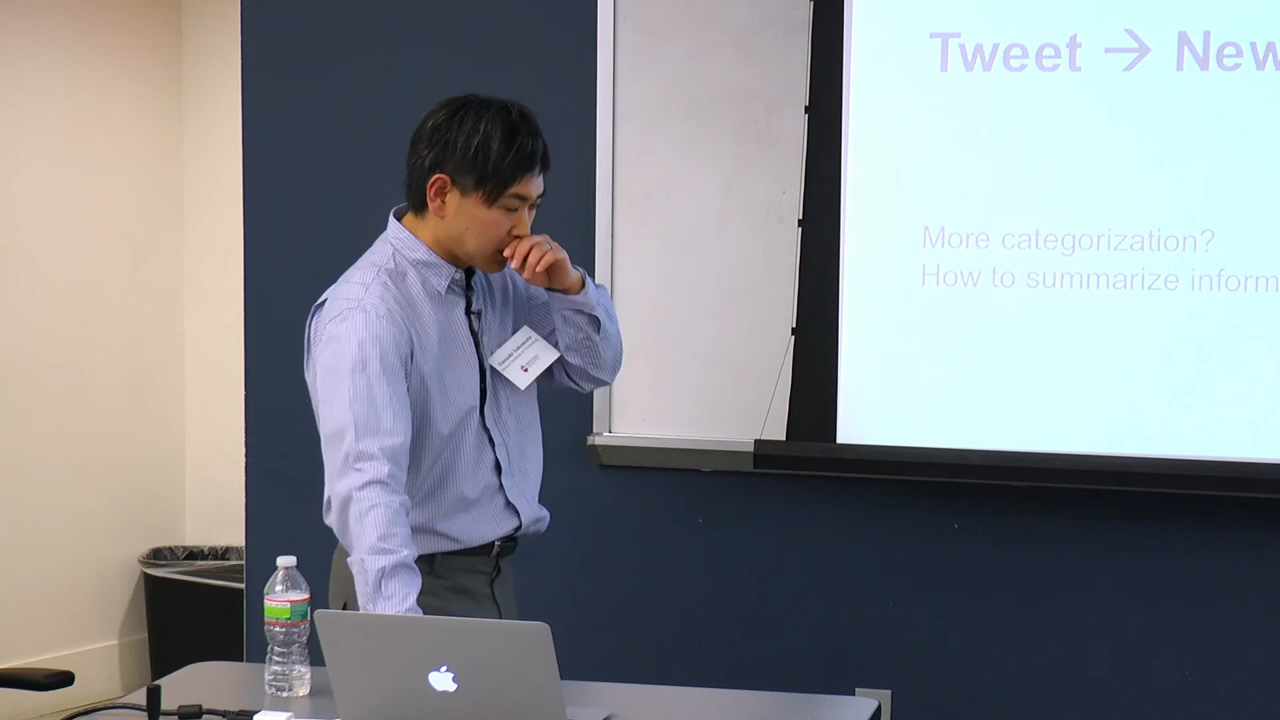 Tweet → New
More categorization?
How to summarize inform